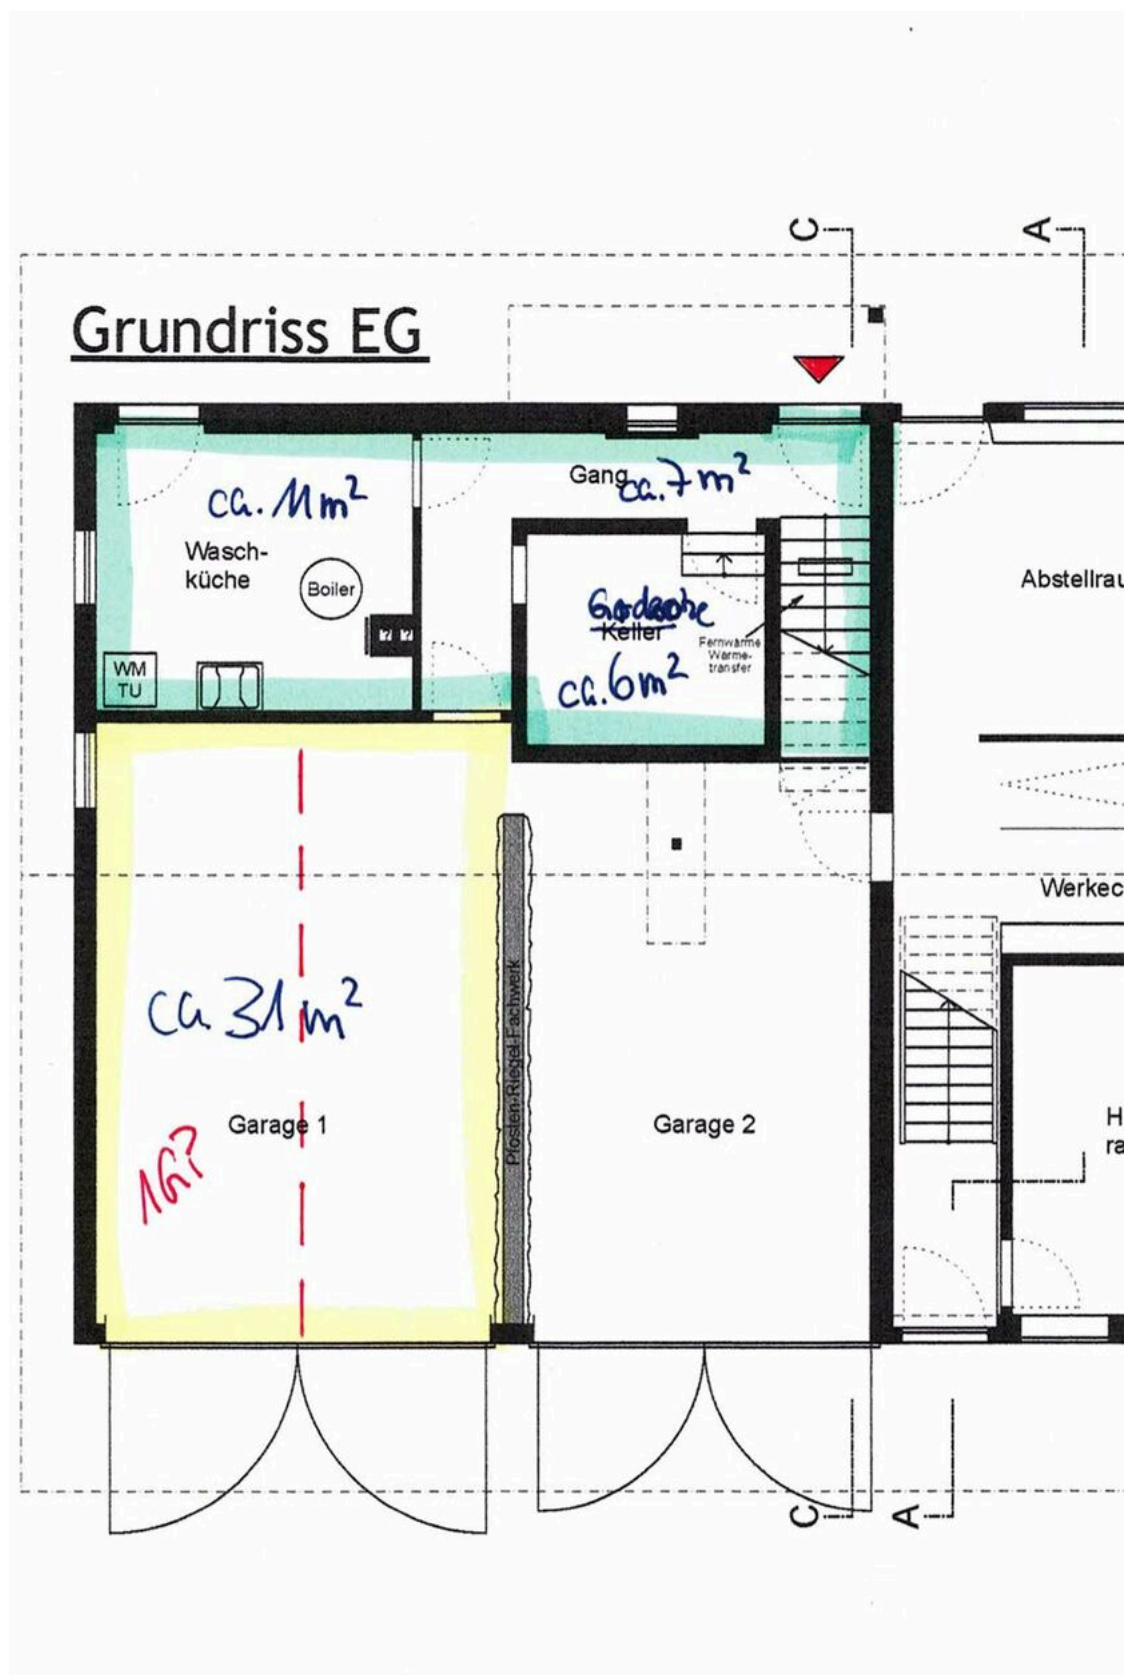 C
A
Grundriss EG
Gang
ca. 7 m²
ca. 11 m²
Wasch-
küche
Boiler
Abstellrau
Garderobe
Keller
Fernwärme
Wärme-
transfer
ca. 6 m²
WM
TU
Werkec
Pfosten-Riegel-Fachwerk
ca. 31 m²
Garage 1
Garage 2
H
ra
1G?
C
A